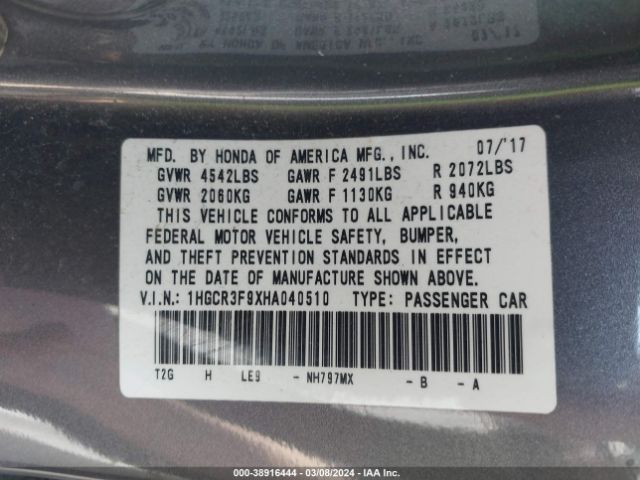 MFD. BY HONDA OF AMERICA MFG., INC. 07/'17
GVWR 4542LBS GAWR F 2491LBS R 2072LBS
GVWR 2060KG GAWR F 1130KG R 940KG
THIS VEHICLE CONFORMS TO ALL APPLICABLE
FEDERAL MOTOR VEHICLE SAFETY, BUMPER,
AND THEFT PREVENTION STANDARDS IN EFFECT
ON THE DATE OF MANUFACTURE SHOWN ABOVE.
V.I.N.: 1HGCR3F9XHA040510 TYPE: PASSENGER CAR
T2G H LE9 - NH797MX - B - A
000-38916444 - 03/08/2024 - IAA